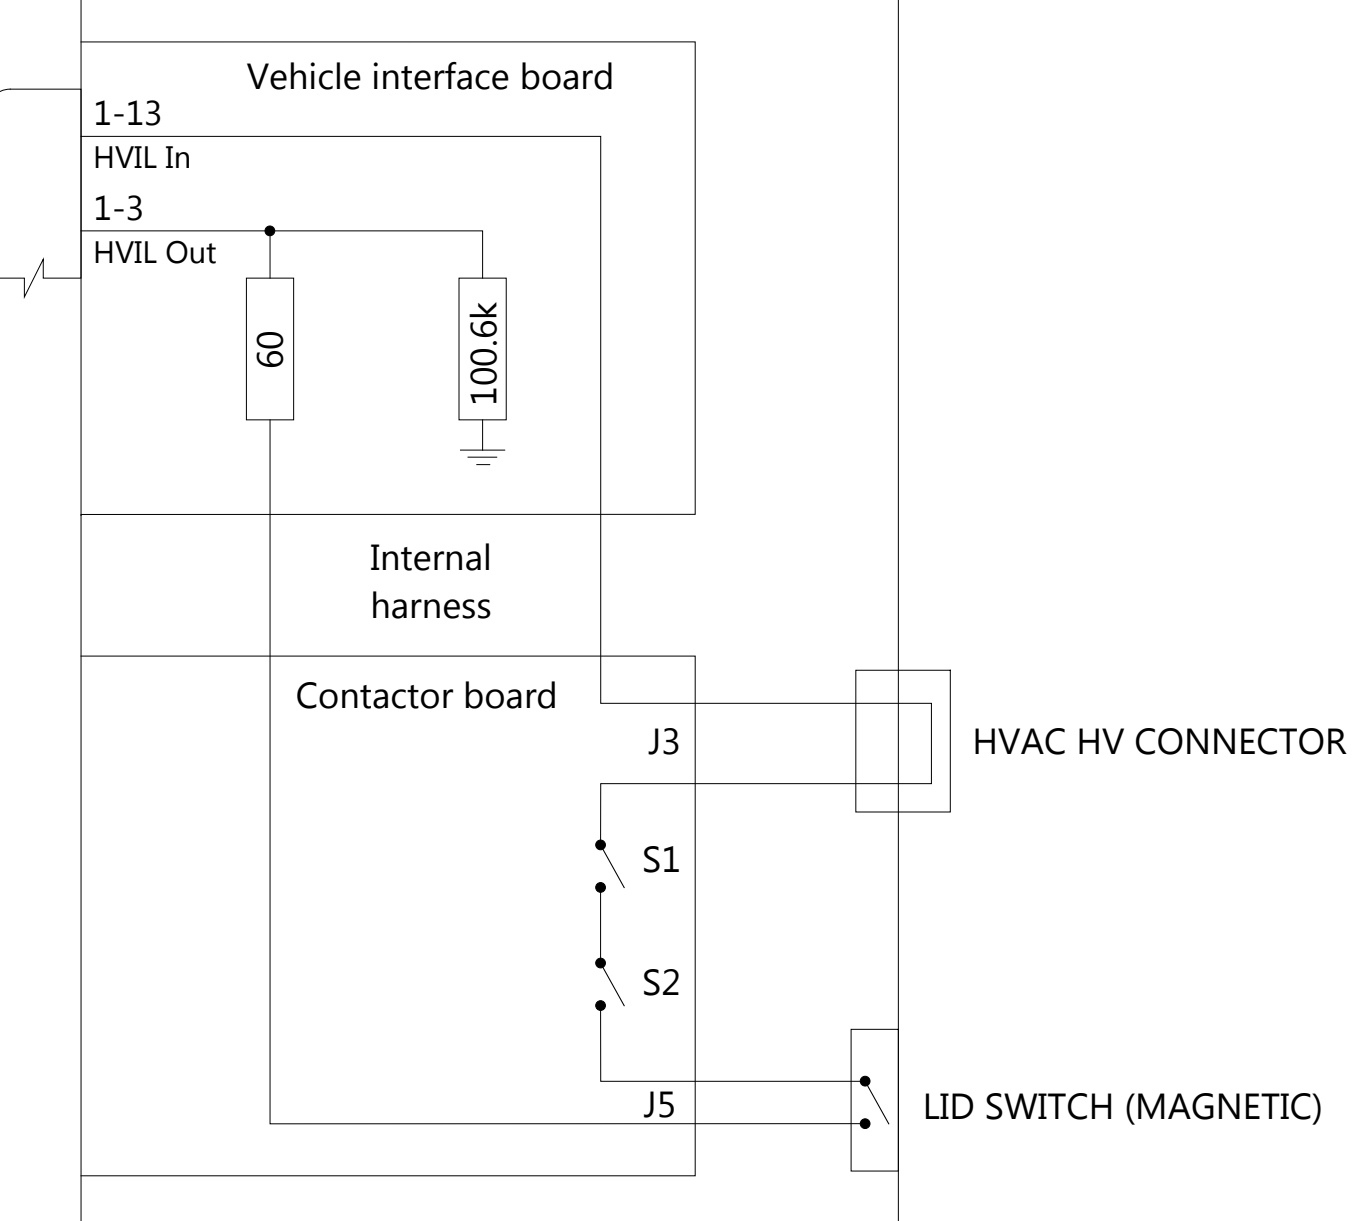 Vehicle interface board
1-13
HVIL In
1-3
HVIL Out
60
100.6k
Internal
harness
Contactor board
J3
HVAC HV CONNECTOR
S1
S2
J5
LID SWITCH (MAGNETIC)